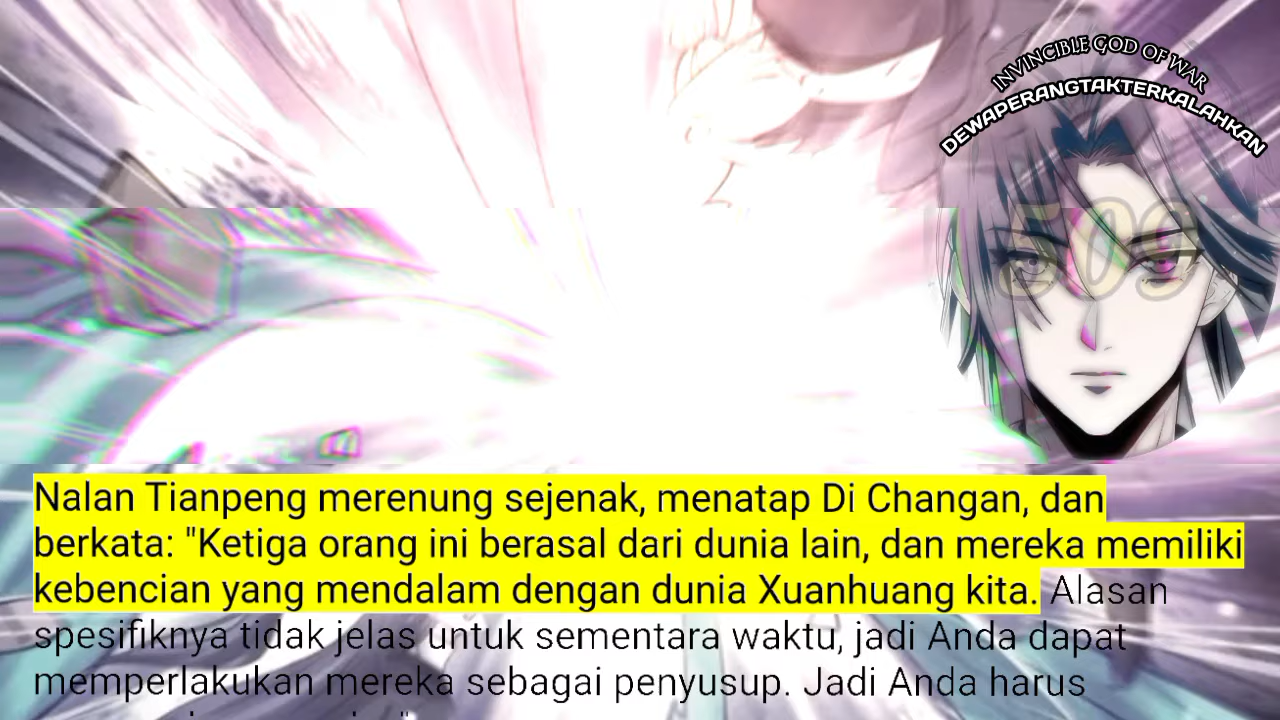 INVINCIBLE GOD OF WAR
DEWAPERANGTAKTERKALAHKAN
509
Nalan Tianpeng merenung sejenak, menatap Di Changan, dan
berkata: "Ketiga orang ini berasal dari dunia lain, dan mereka memiliki
kebencian yang mendalam dengan dunia Xuanhuang kita. Alasan
spesifiknya tidak jelas untuk sementara waktu, jadi Anda dapat
memperlakukan mereka sebagai penyusup. Jadi Anda harus